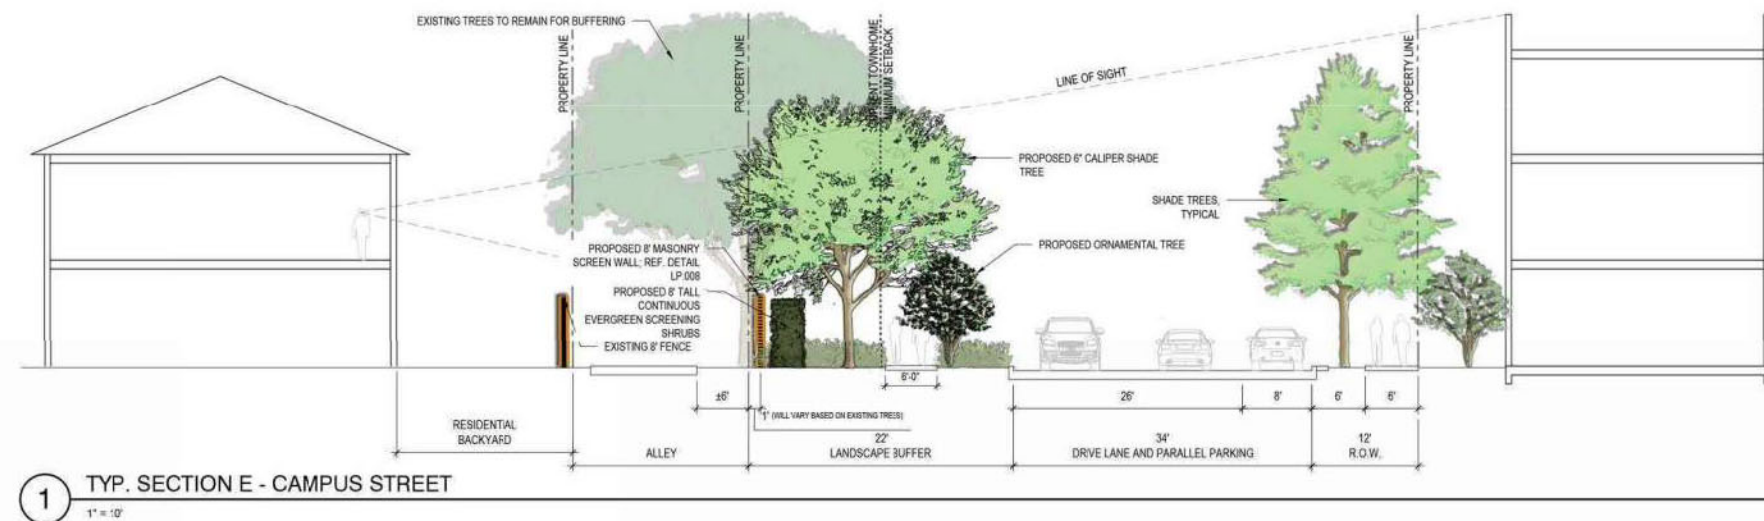 EXISTING TREES TO REMAIN FOR BUFFERING
PROPERTY LINE
PROPERTY LINE
TOWNHOME
MINIMUM SETBACK
LINE OF SIGHT
PROPERTY LINE
PROPOSED 6" CALIPER SHADE
TREE
SHADE TREES,
TYPICAL
PROPOSED ORNAMENTAL TREE
PROPOSED 8' MASONRY
SCREEN WALL; REF. DETAIL
LP.008
PROPOSED 8' TALL
CONTINUOUS
EVERGREEN SCREENING
SHRUBS
EXISTING 8' FENCE
6'-0"
±6'
26'
8'
6'
6'
1' (WILL VARY BASED ON EXISTING TREES)
RESIDENTIAL
BACKYARD
ALLEY
22'
LANDSCAPE BUFFER
34'
DRIVE LANE AND PARALLEL PARKING
12'
R.O.W.
1
TYP. SECTION E - CAMPUS STREET
1" = 10'